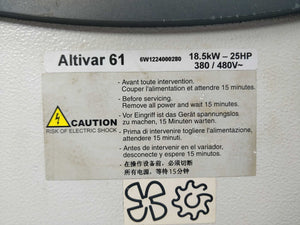 Altivar 61
6W1224000280
18.5kW – 25HP
380 / 480V~
- Avant toute intervention.
Couper l'alimentation et attendre 15 minutes.
- Before servicing.
Remove all power and wait 15 minutes.
- Vor Eingriff ist das Gerät spannungslos
zu machen, 15 Minuten warten.
- Prima di intervenire togliere l'alimentazione,
attendere 15 minuti.
- Antes de intervenir en el variador,
desconecte y espere 15 minutos.
- 在操作设备前，必须切断
所有电源，等待15分钟
CAUTION
RISK OF ELECTRIC SHOCK